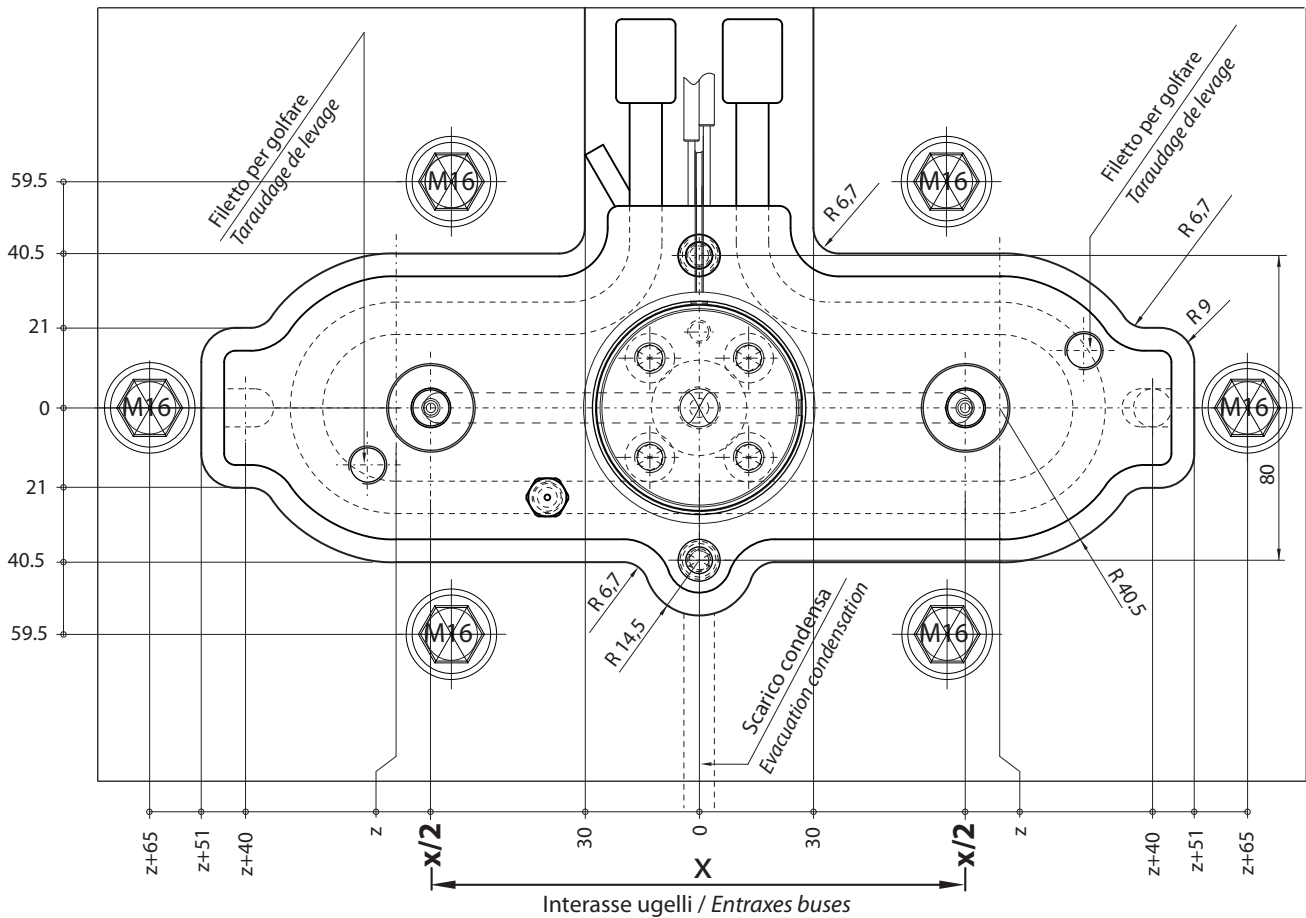 Filetto per golfare
Taraudage de levage
Filetto per golfare
Taraudage de levage
M16
M16
59.5
R 6,7
R 6,7
40.5
21
R 9
M16
M16
0
21
80
40.5
R 6,7
R 14,5
R 40.5
Scarico condensa
Evacuation condensation
59.5
M16
M16
z+65
z+51
z+40
z
x/2
30
0
30
x/2
z
z+40
z+51
z+65
X
Interasse ugelli / Entraxes buses